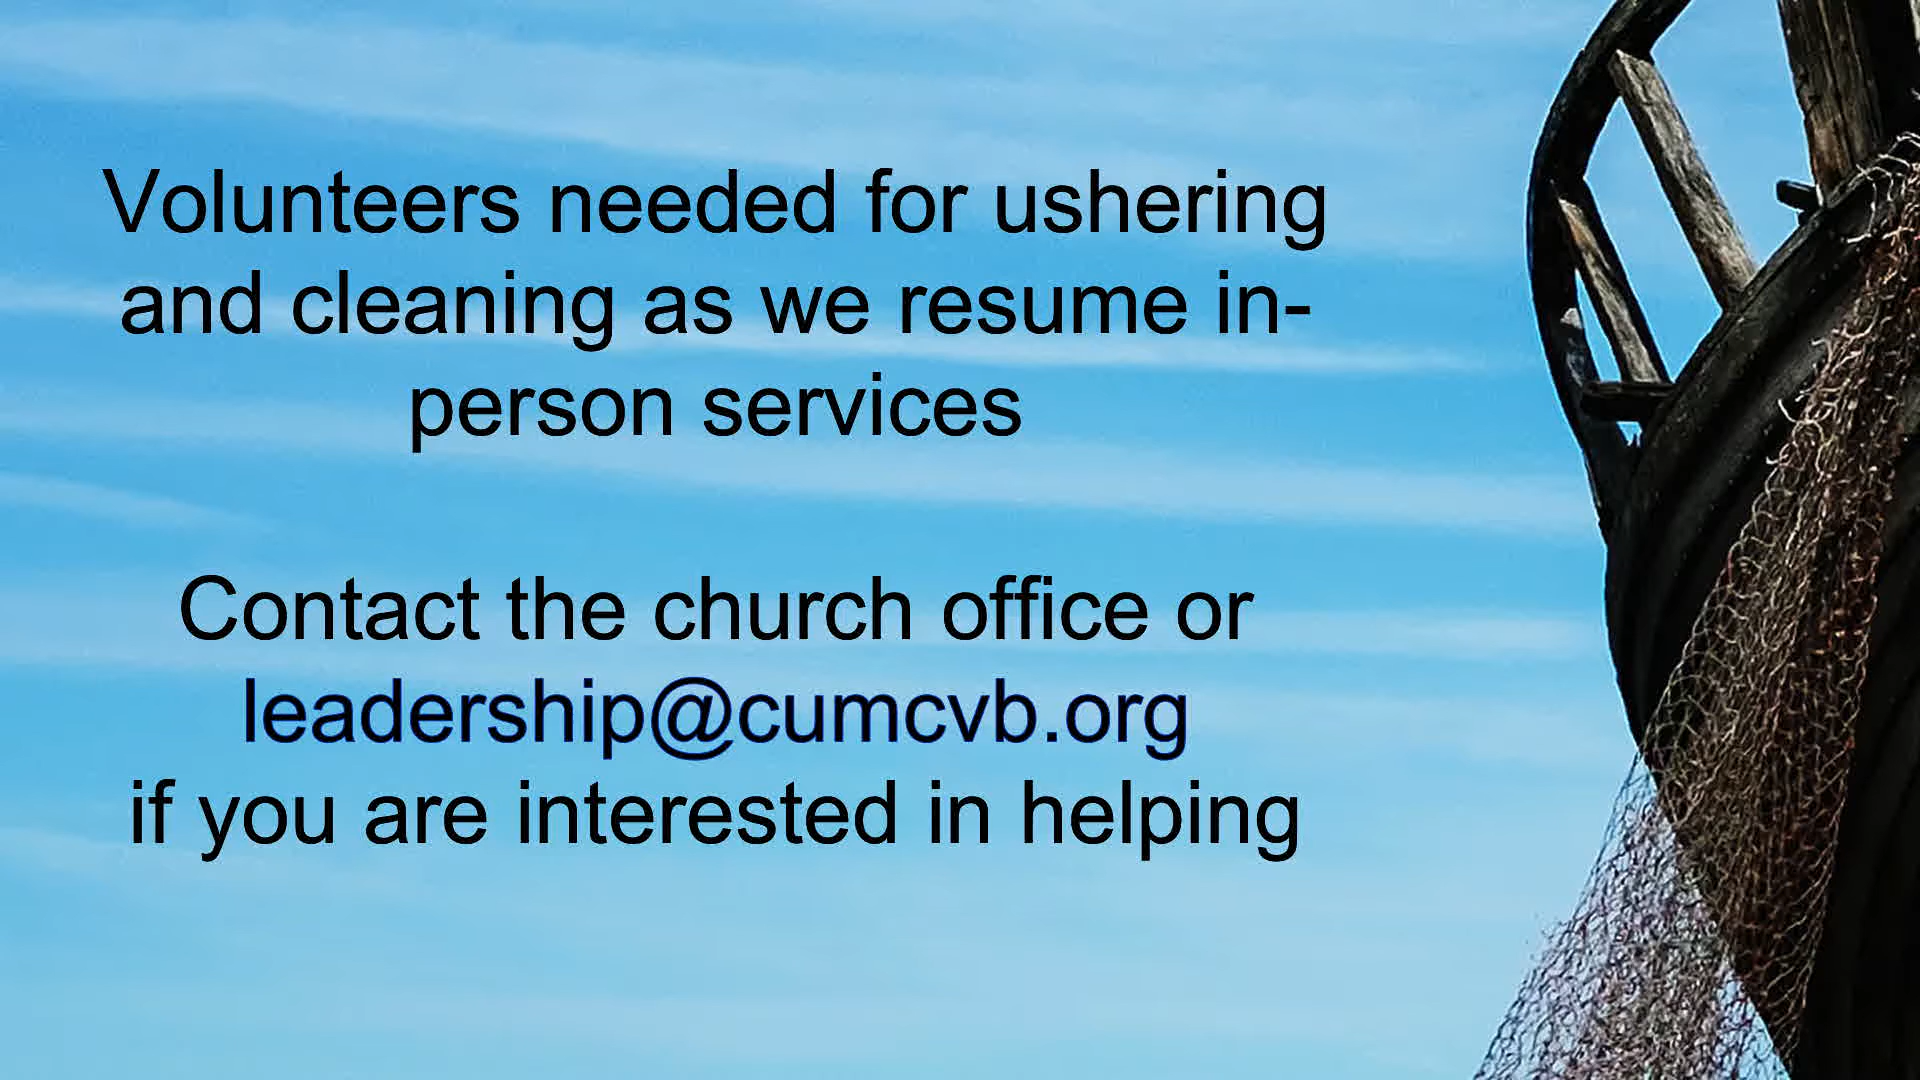 Volunteers needed for ushering
and cleaning as we resume in-
person services
Contact the church office or
leadership@cumcvb.org
if you are interested in helping